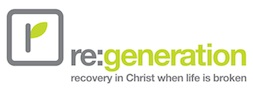 r
re:generation
recovery in Christ when life is broken